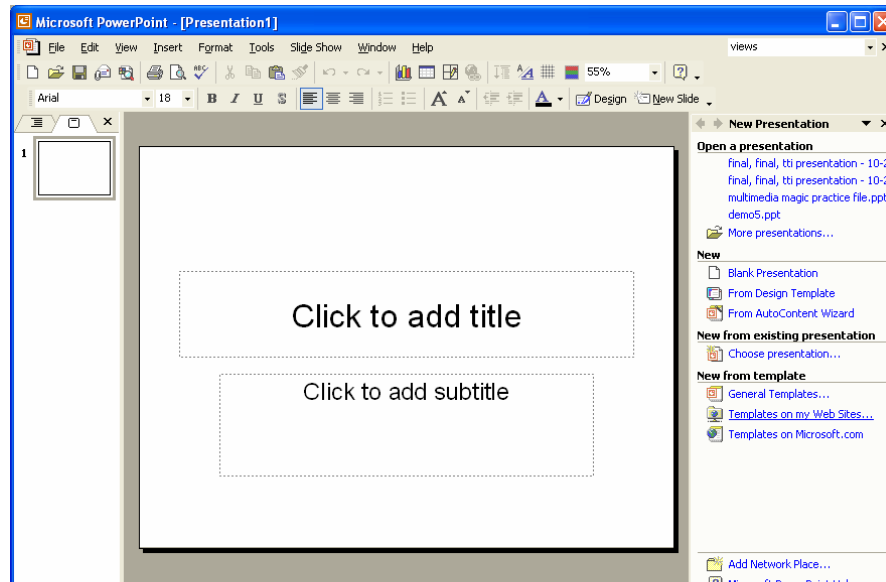 Microsoft PowerPoint - [Presentation1]
File Edit View Insert Format Tools Slide Show Window Help views
55%
Arial 18 B I U S A A A Design New Slide
1
New Presentation
Open a presentation
final, final, tti presentation - 10-2
final, final, tti presentation - 10-2
multimedia magic practice file.ppt
demo5.ppt
More presentations...
New
Blank Presentation
From Design Template
From AutoContent Wizard
New from existing presentation
Choose presentation...
New from template
General Templates...
Templates on my Web Sites...
Templates on Microsoft.com
Click to add title
Click to add subtitle
Add Network Place...